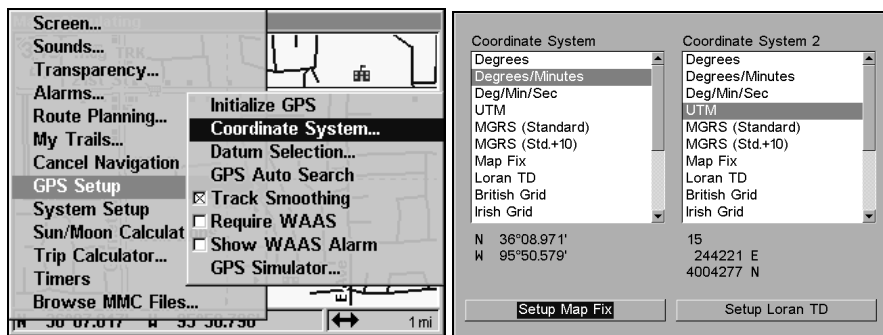 Screen...
Sounds...
Transparency...
Alarms...
Route Planning...
My Trails...
Cancel Navigation
GPS Setup
System Setup
Sun/Moon Calculat
Trip Calculator...
Timers
Browse MMC Files...
Initialize GPS
Coordinate System...
Datum Selection...
GPS Auto Search
Track Smoothing
Require WAAS
Show WAAS Alarm
GPS Simulator...
1 mi
Coordinate System
Degrees
Degrees/Minutes
Deg/Min/Sec
UTM
MGRS (Standard)
MGRS (Std.+10)
Map Fix
Loran TD
British Grid
Irish Grid
N 36°08.971'
W 95°50.579'
Setup Map Fix
Coordinate System 2
Degrees
Degrees/Minutes
Deg/Min/Sec
UTM
MGRS (Standard)
MGRS (Std.+10)
Map Fix
Loran TD
British Grid
Irish Grid
15
244221 E
4004277 N
Setup Loran TD